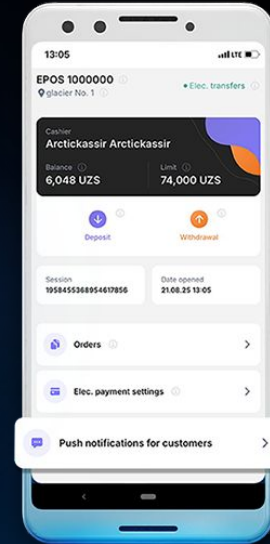 13:05
LTE
EPOS 1000000
glacier No. 1
Elec. transfers
Cashier
Arctickassir Arctickassir
Balance
Limit
6,048 UZS
74,000 UZS
Deposit
Withdrawal
Session
Date opened
1958455368954617856
21.08.25 13:05
Orders
Elec. payment settings
Push notifications for customers